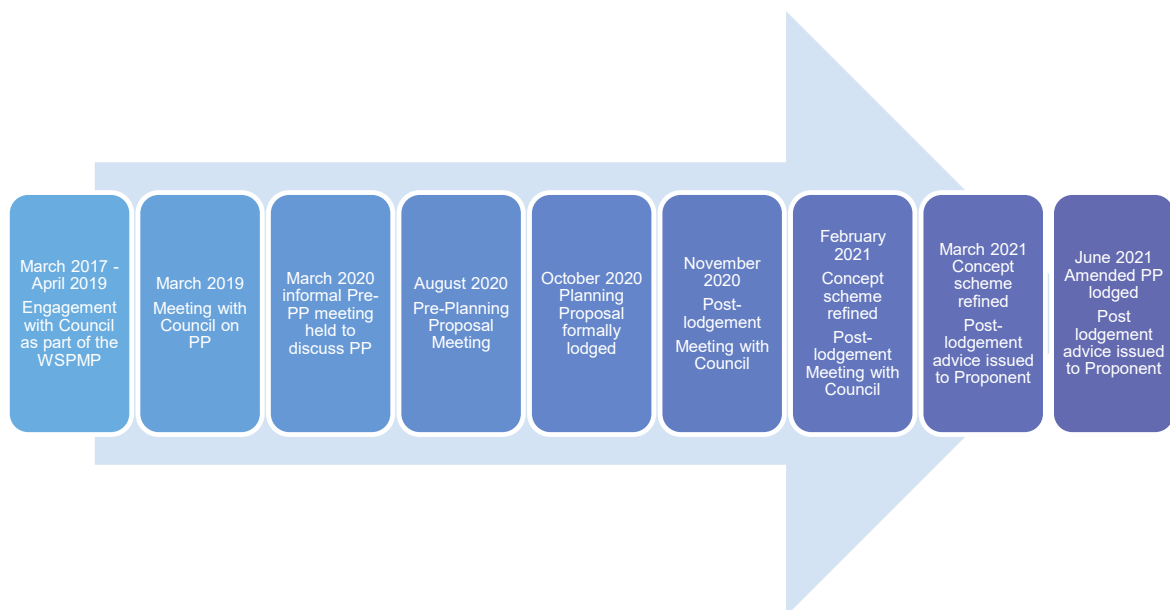 March 2017 -
April 2019
Engagement
with Council
as part of the
WSPMP
March 2019
Meeting with
Council on
PP
March 2020
informal Pre-
PP meeting
held to
discuss PP
August 2020
Pre-Planning
Proposal
Meeting
October 2020
Planning
Proposal
formally
lodged
November
2020
Post-
lodgement
Meeting with
Council
February
2021
Concept
scheme
refined
Post-
lodgement
Meeting with
Council
March 2021
Concept
scheme
refined
Post-
lodgement
advice issued
to Proponent
June 2021
Amended PP
lodged
Post
lodgement
advice issued
to Proponent